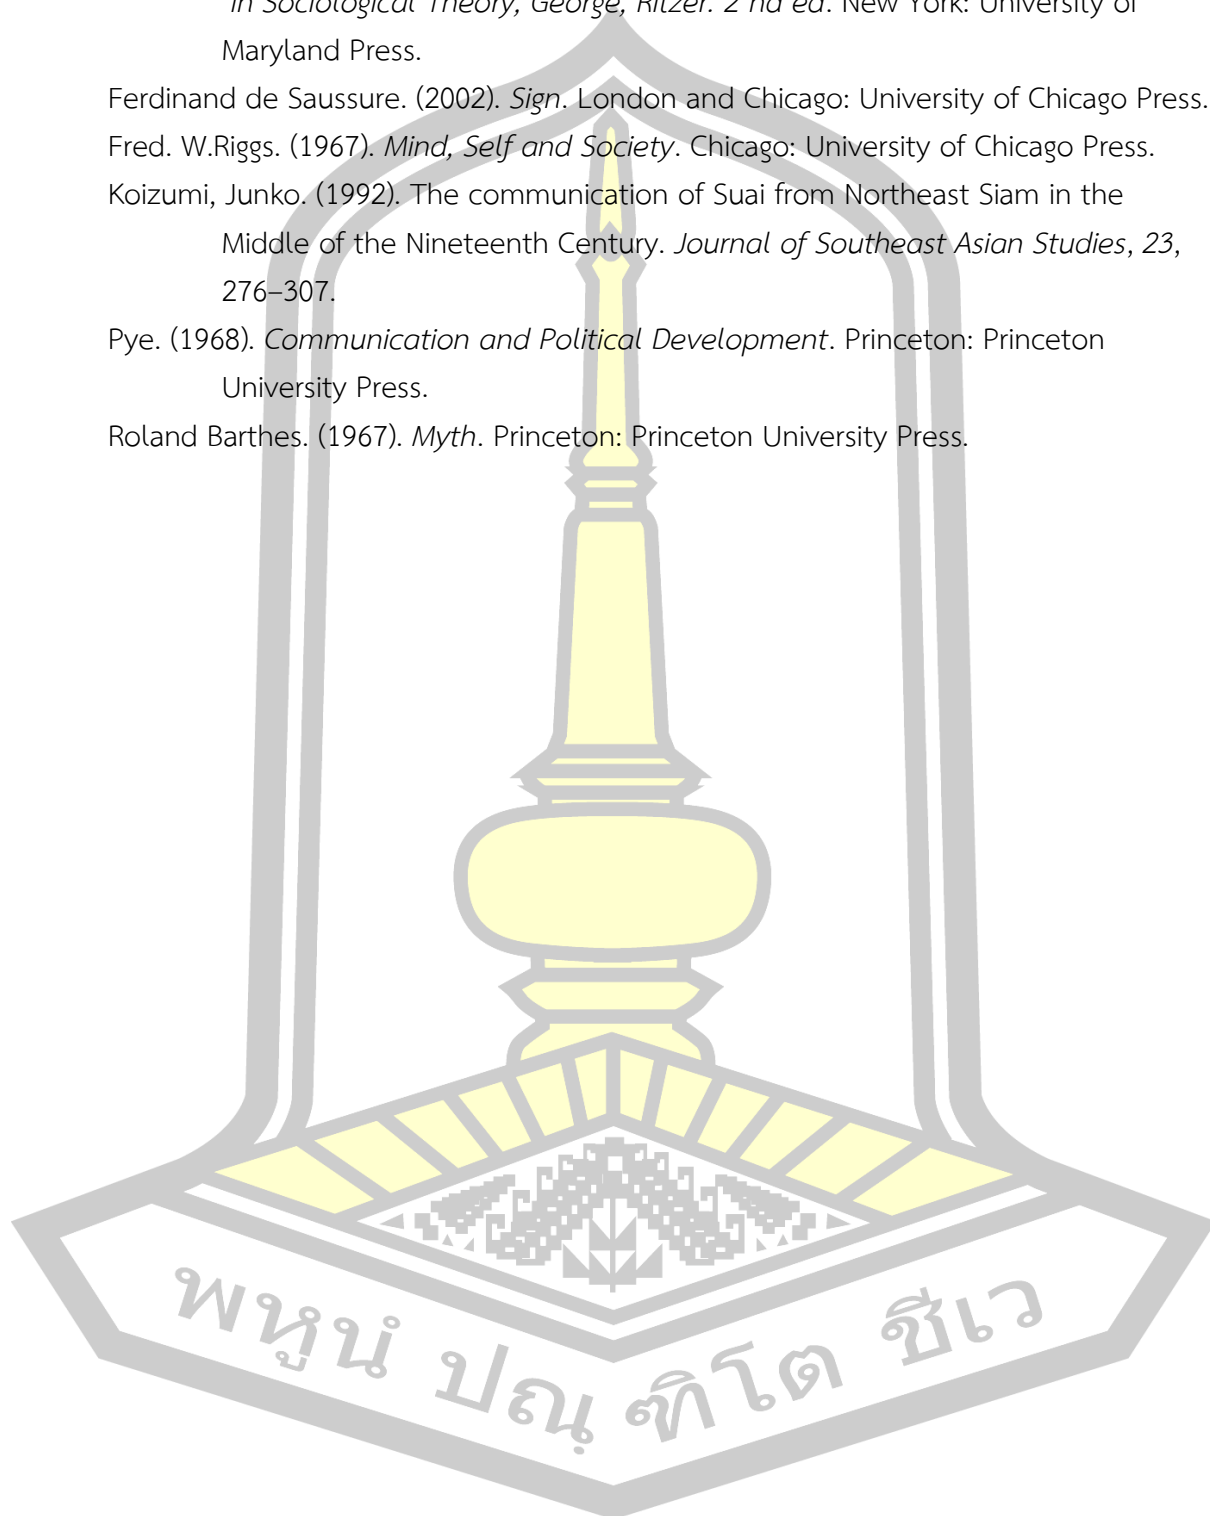 In Sociological Theory, George, Ritzer. 2 nd ed. New York: University of
Maryland Press.
Ferdinand de Saussure. (2002). Sign. London and Chicago: University of Chicago Press.
Fred. W.Riggs. (1967). Mind, Self and Society. Chicago: University of Chicago Press.
Koizumi, Junko. (1992). The communication of Suai from Northeast Siam in the
Middle of the Nineteenth Century. Journal of Southeast Asian Studies, 23,
276–307.
Pye. (1968). Communication and Political Development. Princeton: Princeton
University Press.
Roland Barthes. (1967). Myth. Princeton: Princeton University Press.
พหูนํ ปณฺฑิโต ชีเว